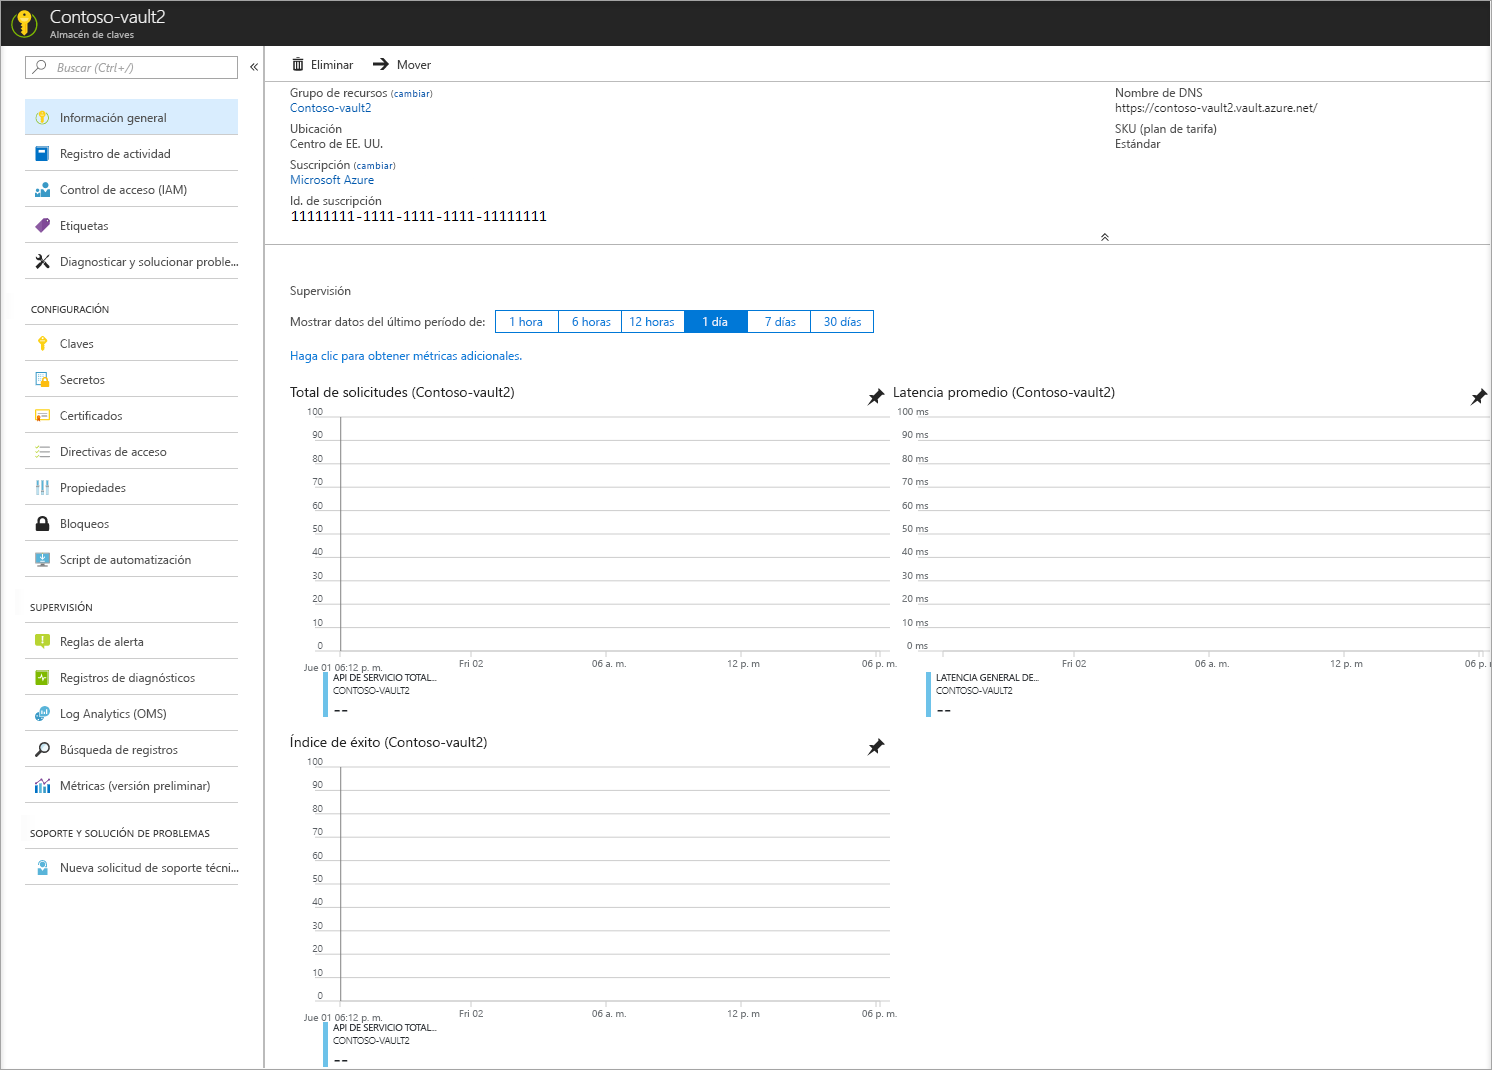 Contoso-vault2
Almacén de claves
Buscar (Ctrl+/)
«
Información general
Registro de actividad
Control de acceso (IAM)
Etiquetas
Diagnosticar y solucionar proble...
CONFIGURACIÓN
Claves
Secretos
Certificados
Directivas de acceso
Propiedades
Bloqueos
Script de automatización
SUPERVISIÓN
Reglas de alerta
Registros de diagnósticos
Log Analytics (OMS)
Búsqueda de registros
Métricas (versión preliminar)
SOPORTE Y SOLUCIÓN DE PROBLEMAS
Nueva solicitud de soporte técni...
Eliminar Mover
Grupo de recursos (cambiar)
Contoso-vault2
Ubicación
Centro de EE. UU.
Suscripción (cambiar)
Microsoft Azure
Id. de suscripción
11111111-1111-1111-1111-11111111
Nombre de DNS
https://contoso-vault2.vault.azure.net/
SKU (plan de tarifa)
Estándar
Supervisión
Mostrar datos del último período de: 1 hora 6 horas 12 horas 1 día 7 días 30 días
Haga clic para obtener métricas adicionales.
Total de solicitudes (Contoso-vault2)
100
90
80
70
60
50
40
30
20
10
0
Jue 01 06:12 p. m. Fri 02 06 a. m. 12 p. m 06 p. m.
API DE SERVICIO TOTAL...
CONTOSO-VAULT2
--
Latencia promedio (Contoso-vault2)
100 ms
90 ms
80 ms
70 ms
60 ms
50 ms
40 ms
30 ms
20 ms
10 ms
0 ms
Fri 02 06 a. m. 12 p. m 06 p.
LATENCIA GENERAL DE...
CONTOSO-VAULT2
--
Índice de éxito (Contoso-vault2)
100
90
80
70
60
50
40
30
20
10
0
Jue 01 06:12 p. m. Fri 02 06 a. m. 12 p. m 06 p. m.
API DE SERVICIO TOTAL...
CONTOSO-VAULT2
--